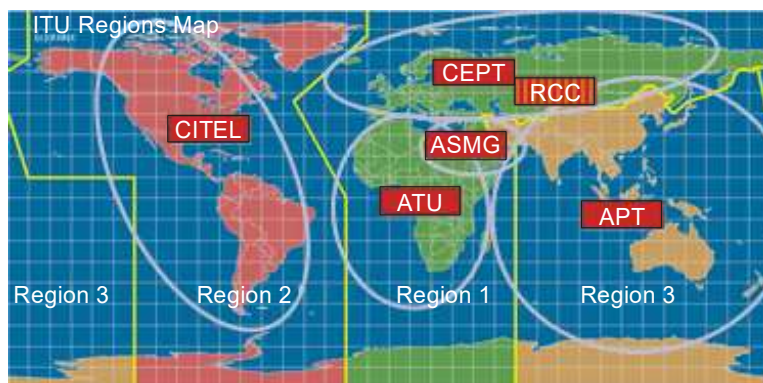 ITU Regions Map
CEPT
RCC
CITEL
ASMG
ATU
APT
Region 3
Region 2
Region 1
Region 3